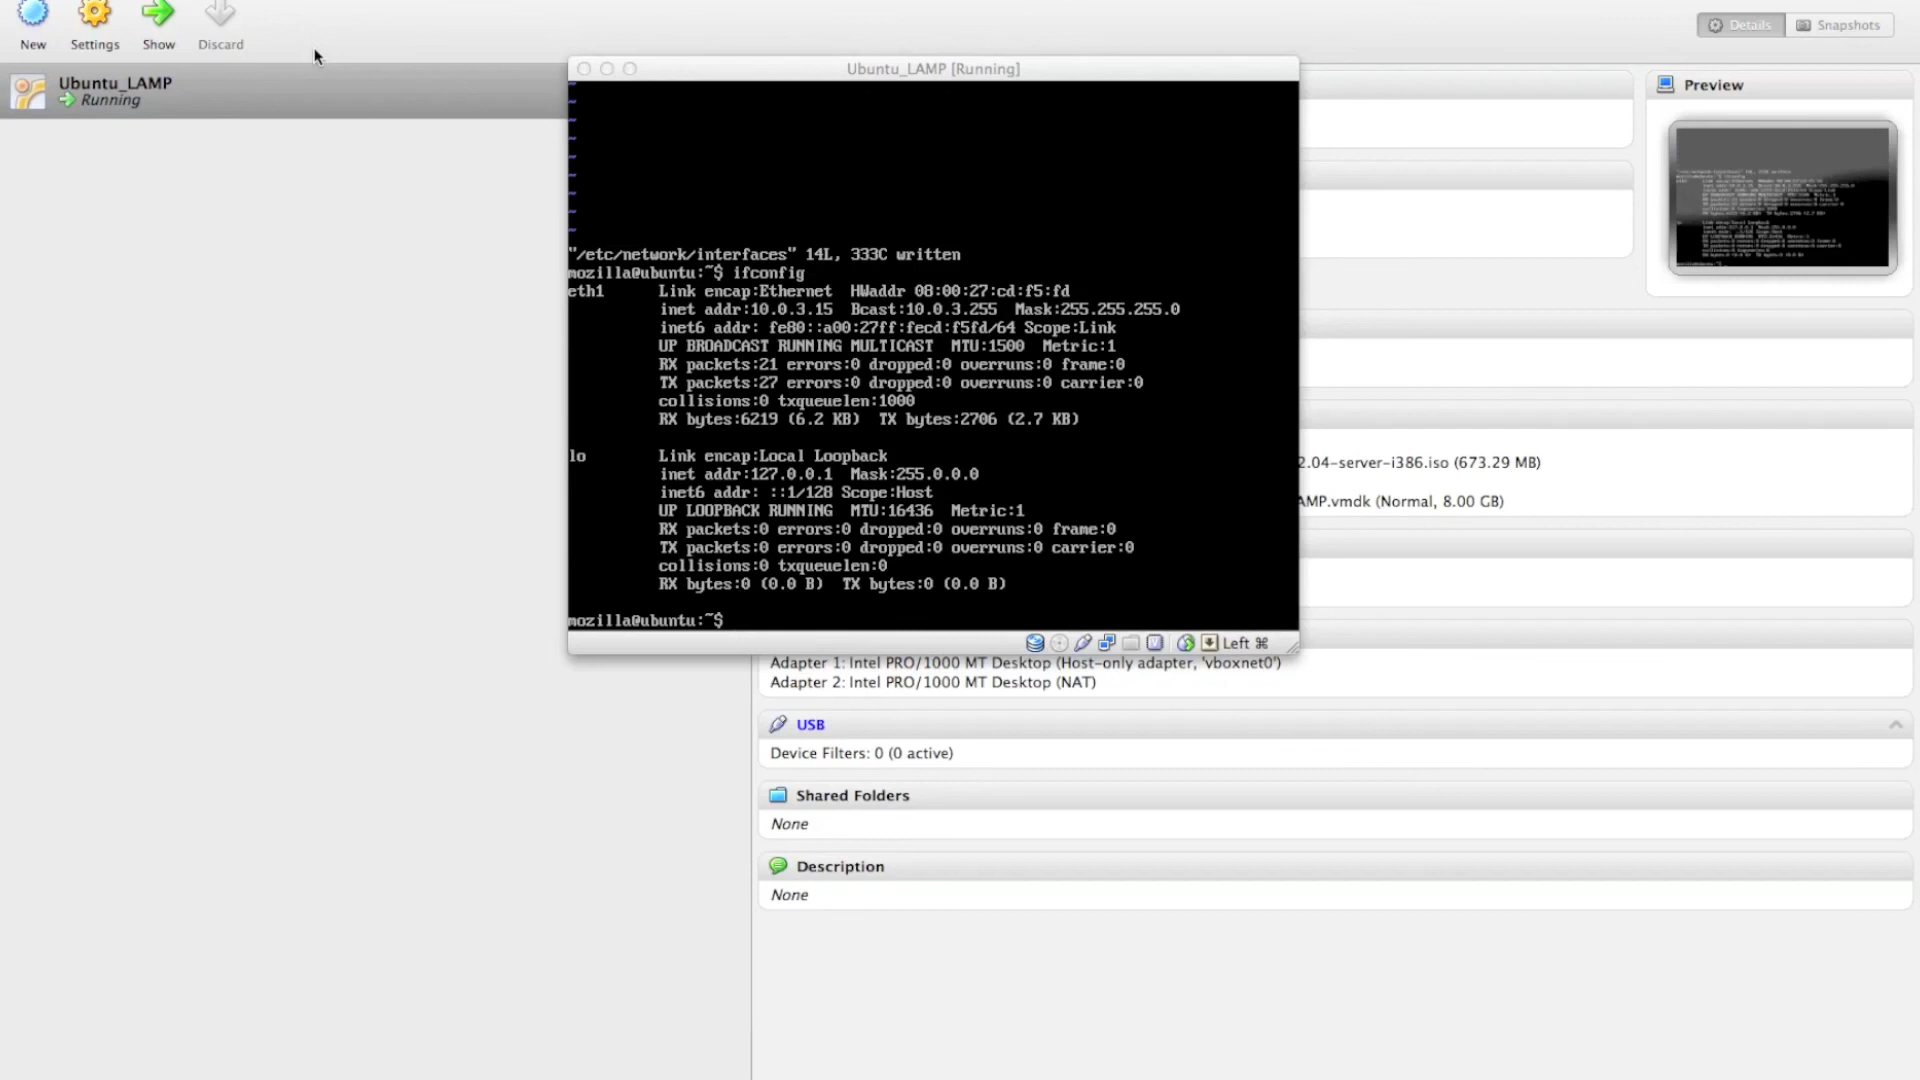 New
Settings
Show
Discard
Details
Snapshots
Ubuntu_LAMP
Running
Ubuntu_LAMP [Running]
Preview
~
~
~
~
~
~
~
~
~
"/etc/network/interfaces" 14L, 333C written
mozilla@ubuntu:~$ ifconfig
eth1 Link encap:Ethernet HWaddr 08:00:27:cd:f5:fd
inet addr:10.0.3.15 Bcast:10.0.3.255 Mask:255.255.255.0
inet6 addr: fe80::a00:27ff:fecd:f5fd/64 Scope:Link
UP BROADCAST RUNNING MULTICAST MTU:1500 Metric:1
RX packets:21 errors:0 dropped:0 overruns:0 frame:0
TX packets:27 errors:0 dropped:0 overruns:0 carrier:0
collisions:0 txqueuelen:1000
RX bytes:6219 (6.2 KB) TX bytes:2706 (2.7 KB)
lo Link encap:Local Loopback
inet addr:127.0.0.1 Mask:255.0.0.0
inet6 addr: ::1/128 Scope:Host
UP LOOPBACK RUNNING MTU:16436 Metric:1
RX packets:0 errors:0 dropped:0 overruns:0 frame:0
TX packets:0 errors:0 dropped:0 overruns:0 carrier:0
collisions:0 txqueuelen:0
RX bytes:0 (0.0 B) TX bytes:0 (0.0 B)
mozilla@ubuntu:~$
Left ⌘
2.04-server-i386.iso (673.29 MB)
AMP.vmdk (Normal, 8.00 GB)
Adapter 1: Intel PRO/1000 MT Desktop (Host-only adapter, 'vboxnet0')
Adapter 2: Intel PRO/1000 MT Desktop (NAT)
USB
Device Filters: 0 (0 active)
Shared Folders
None
Description
None